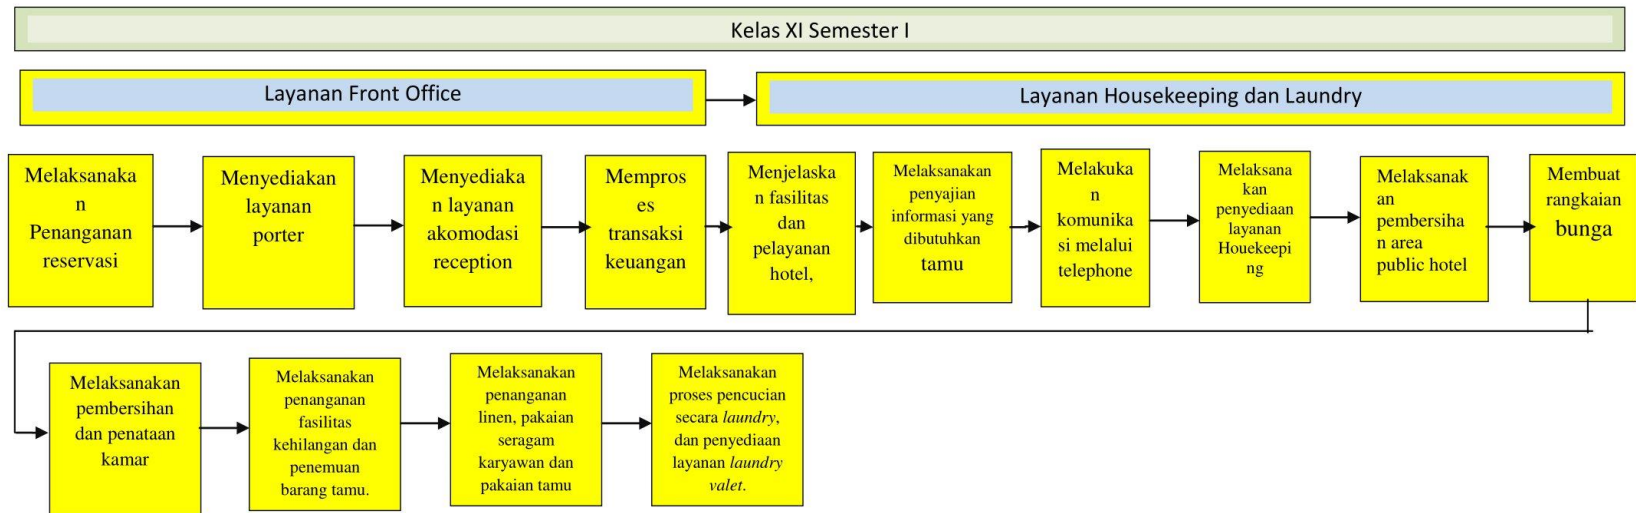 Kelas XI Semester I
Layanan Front Office
Layanan Housekeeping dan Laundry
Melaksanaka
n
Penanganan
reservasi
Menyediakan
layanan
porter
Menyediaka
n layanan
akomodasi
reception
Mempros
es
transaksi
keuangan
Menjelaska
n fasilitas
dan
pelayanan
hotel,
Melaksanakan
penyajian
informasi yang
dibutuhkan
tamu
Melakuka
n
komunika
si melalui
telephone
Melaksana
kan
penyediaan
layanan
Houekeepi
ng
Melaksanak
an
pembersiha
n area
public hotel
Membuat
rangkaian
bunga
Melaksanakan
pembersihan
dan penataan
kamar
Melaksanakan
penanganan
fasilitas
kehilangan dan
penemuan
barang tamu.
Melaksanakan
penanganan
linen, pakaian
seragam
karyawan dan
pakaian tamu
Melaksanakan
proses pencucian
secara laundry,
dan penyediaan
layanan laundry
valet.